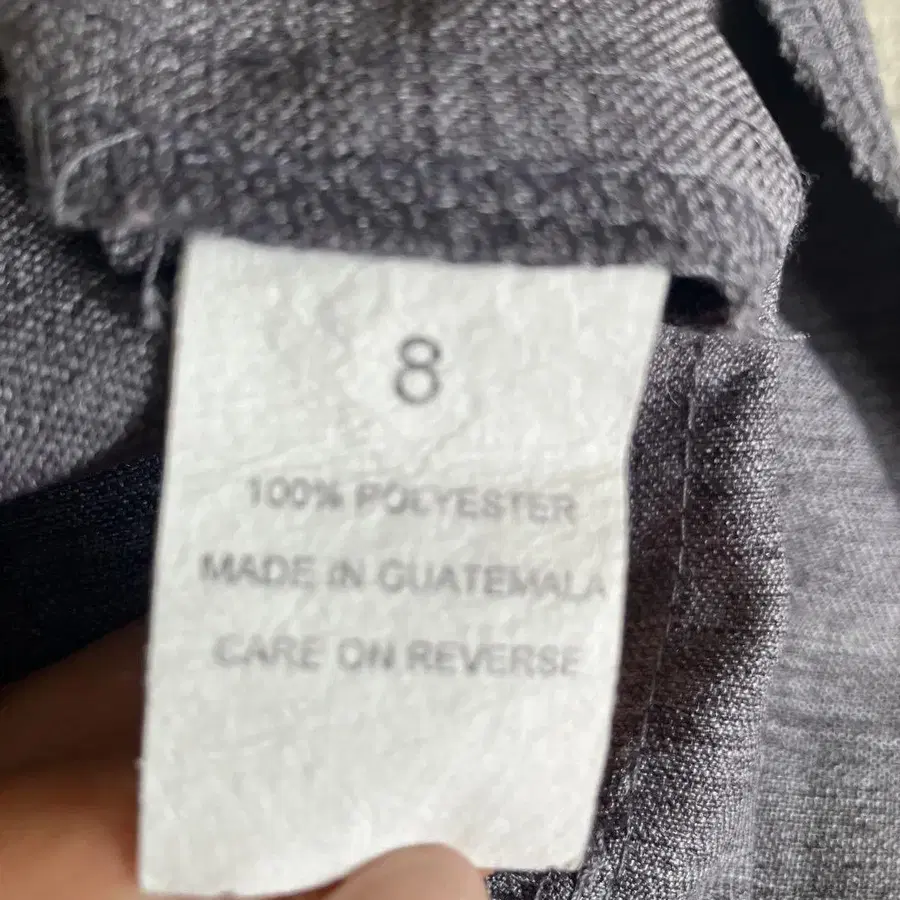 8
100% POLYESTER
MADE IN GUATEMALA
CARE ON REVERSE